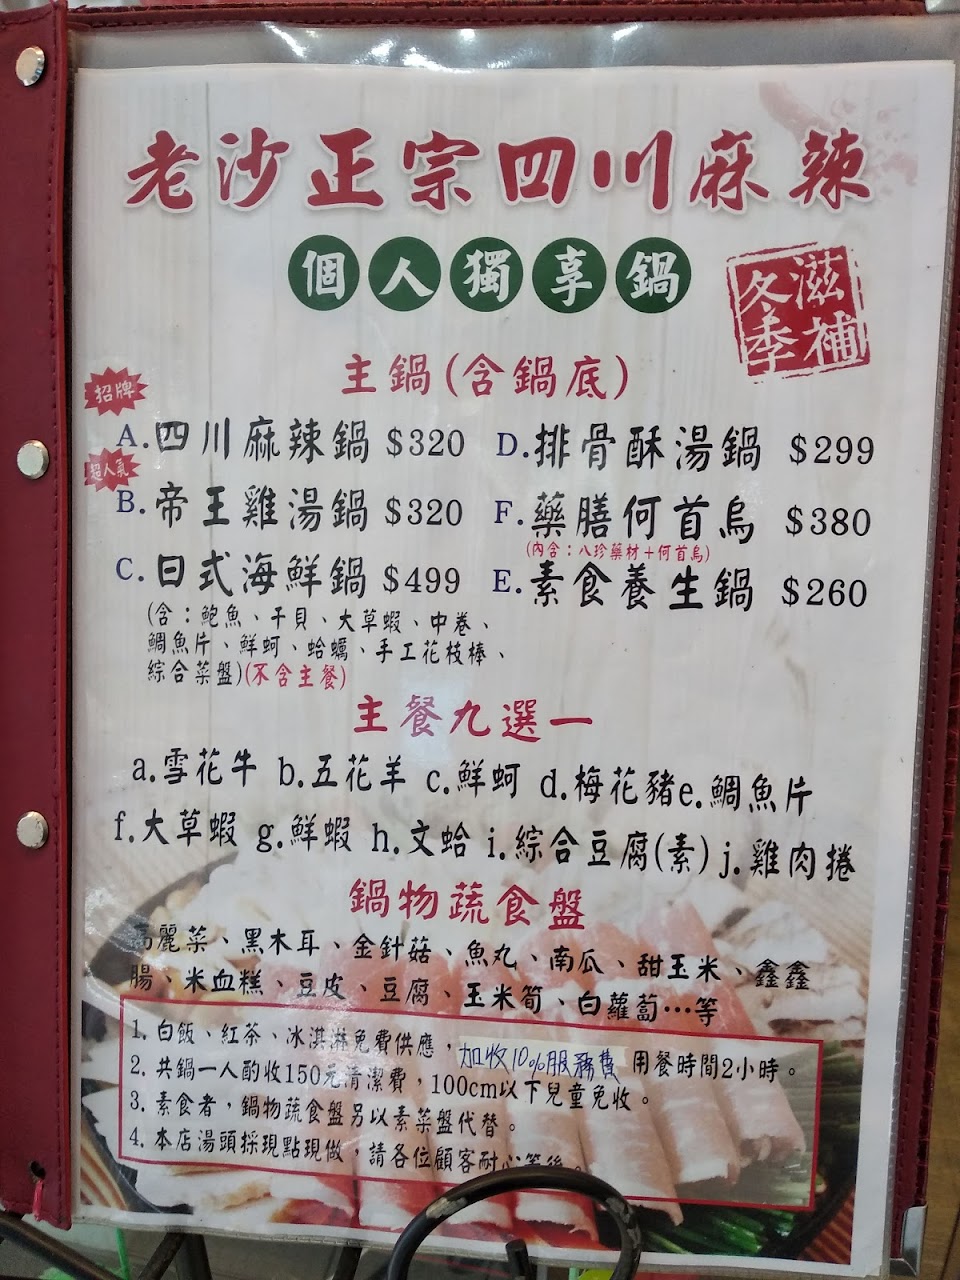 老沙正宗四川麻辣
個人獨享鍋
冬季滋補
主鍋(含鍋底)
招牌
A.四川麻辣鍋 $320
D.排骨酥湯鍋 $299
超人氣
B.帝王雞湯鍋 $320
F.藥膳何首烏 $380
(內含：八珍藥材+何首烏)
C.日式海鮮鍋 $499
E.素食養生鍋 $260
(含：鮑魚、干貝、大草蝦、中卷、
鯛魚片、鮮蚵、蛤蠣、手工花枝棒、
綜合菜盤)(不含主餐)
主餐九選一
a.雪花牛 b.五花羊 c.鮮蚵 d.梅花豬e.鯛魚片
f.大草蝦 g.鮮蝦 h.文蛤 i.綜合豆腐(素) j.雞肉捲
鍋物蔬食盤
高麗菜、黑木耳、金針菇、魚丸、南瓜、甜玉米、鑫鑫
腸、米血糕、豆皮、豆腐、玉米筍、白蘿蔔…等
1. 白飯、紅茶、冰淇淋免費供應，加收10%服務費 用餐時間2小時。
2. 共鍋一人酌收150元清潔費，100cm以下兒童免收。
3. 素食者，鍋物蔬食盤另以素菜盤代替。
4. 本店湯頭採現點現做，請各位顧客耐心等後。